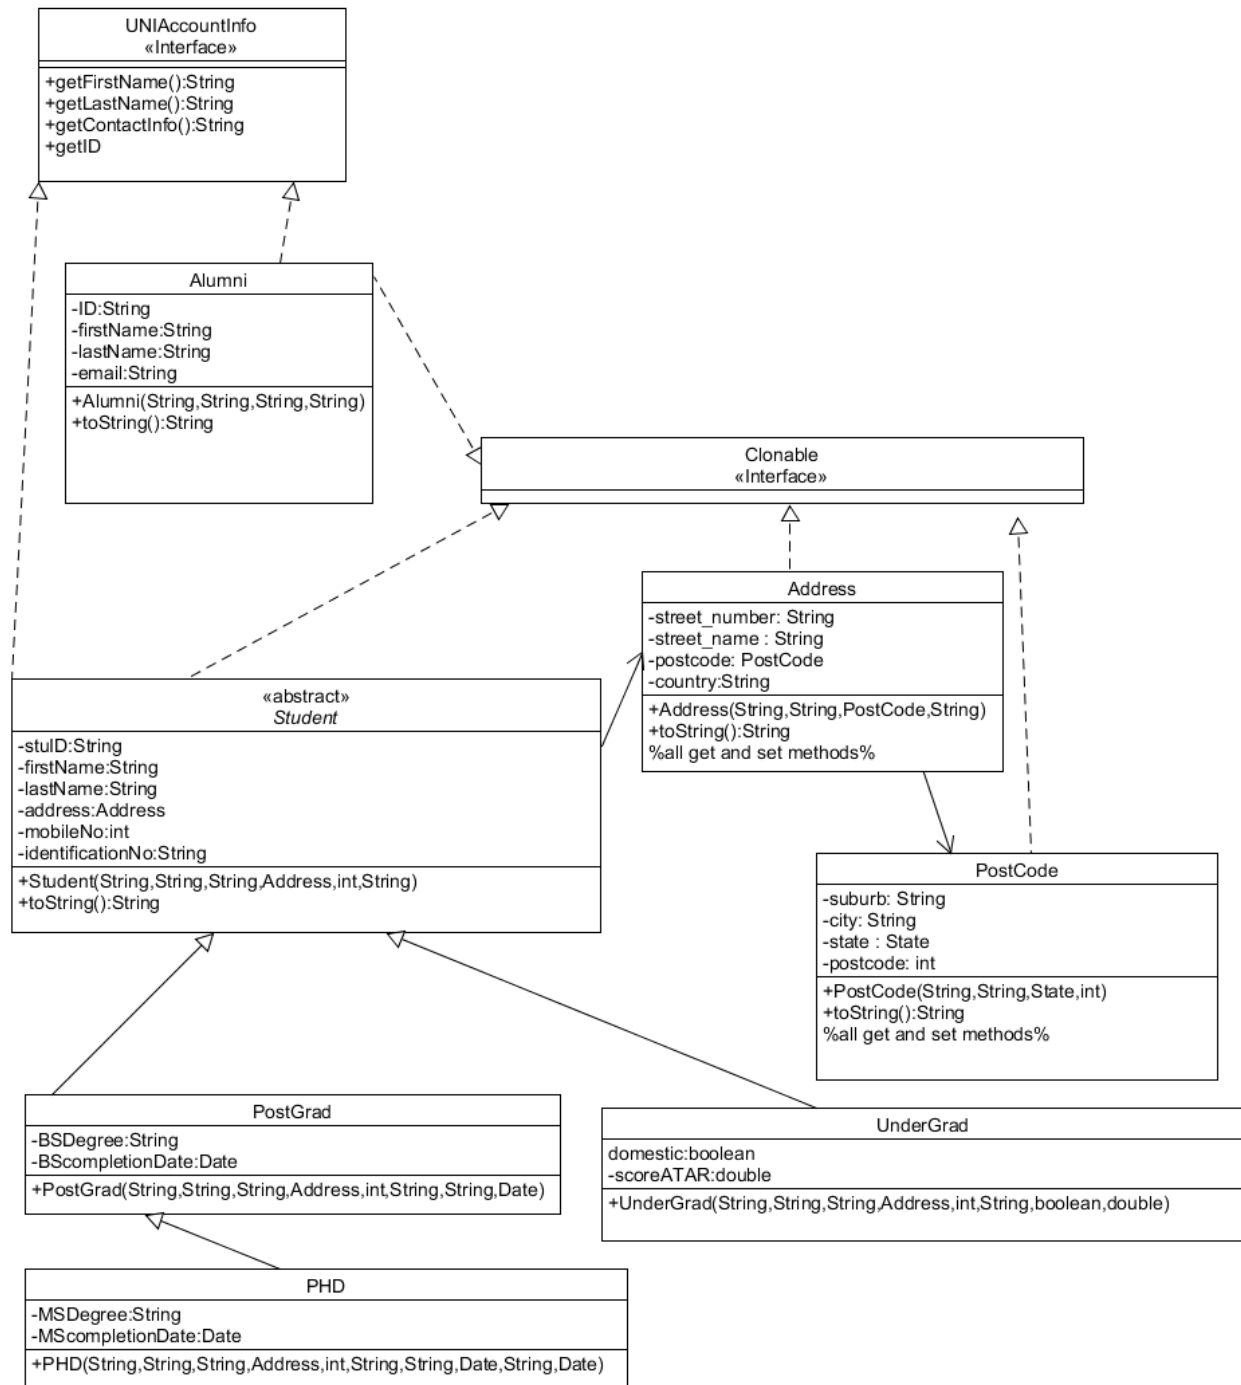 UNIAccountInfo
«Interface»
+getFirstName():String
+getLastName():String
+getContactInfo():String
+getID
Alumni
-ID:String
-firstName:String
-lastName:String
-email:String
+Alumni(String,String,String,String)
+toString():String
Clonable
«Interface»
Address
-street_number: String
-street_name : String
-postcode: PostCode
-country:String
+Address(String,String,PostCode,String)
+toString():String
%all get and set methods%
«abstract»
Student
-stuID:String
-firstName:String
-lastName:String
-address:Address
-mobileNo:int
-identificationNo:String
+Student(String,String,String,Address,int,String)
+toString():String
PostCode
-suburb: String
-city: String
-state : State
-postcode: int
+PostCode(String,String,State,int)
+toString():String
%all get and set methods%
PostGrad
-BSDegree:String
-BScompletionDate:Date
+PostGrad(String,String,String,Address,int,String,String,Date)
UnderGrad
domestic:boolean
-scoreATAR:double
+UnderGrad(String,String,String,Address,int,String,boolean,double)
PHD
-MSDegree:String
-MScompletionDate:Date
+PHD(String,String,String,Address,int,String,String,Date,String,Date)